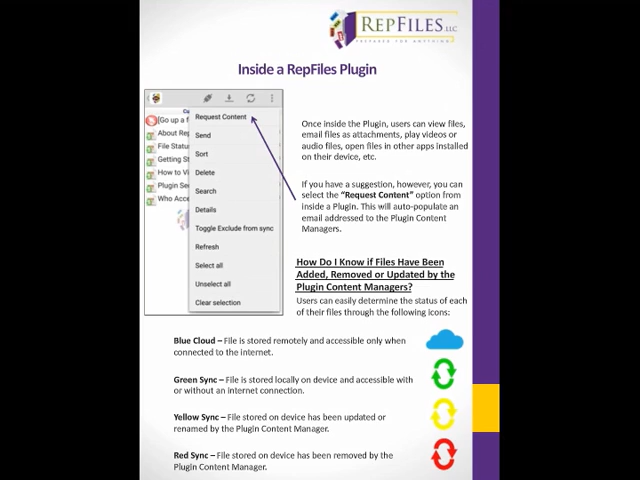 REPFILES LLC
PREPARED FOR ANYTHING
Inside a RepFiles Plugin
Request Content
Send
Sort
Delete
Search
Details
Toggle Exclude from sync
Refresh
Select all
Unselect all
Clear selection
Cu
[Go up a f
About Rep
File Statu
Getting St
How to Vi
Plugin Se
Who Acce
Once inside the Plugin, users can view files,
email files as attachments, play videos or
audio files, open files in other apps installed
on their device, etc.
If you have a suggestion, however, you can
select the “Request Content” option from
inside a Plugin. This will auto-populate an
email addressed to the Plugin Content
Managers.
How Do I Know if Files Have Been
Added, Removed or Updated by the
Plugin Content Managers?
Users can easily determine the status of each
of their files through the following icons:
Blue Cloud – File is stored remotely and accessible only when
connected to the internet.
Green Sync – File is stored locally on device and accessible with
or without an internet connection.
Yellow Sync – File stored on device has been updated or
renamed by the Plugin Content Manager.
Red Sync – File stored on device has been removed by the
Plugin Content Manager.